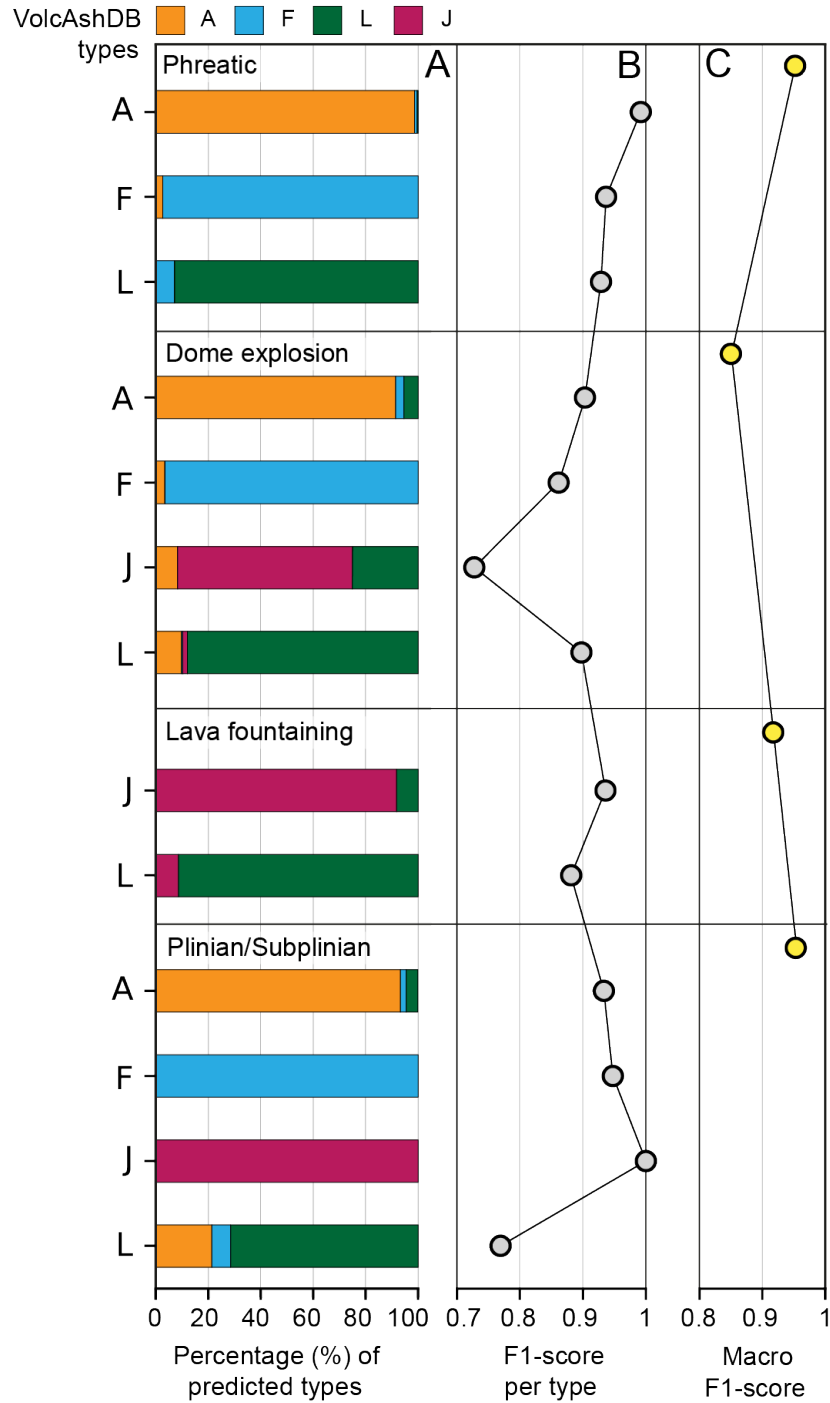 VolcAshDB A F L J
types
Phreatic A B C
A
F
L
Dome explosion
A
F
J
L
Lava fountaining
J
L
Plinian/Subplinian
A
F
J
L
0 20 40 60 80 100 0.7 0.8 0.9 1 0.8 0.9 1
Percentage (%) of F1-score Macro
predicted types per type F1-score